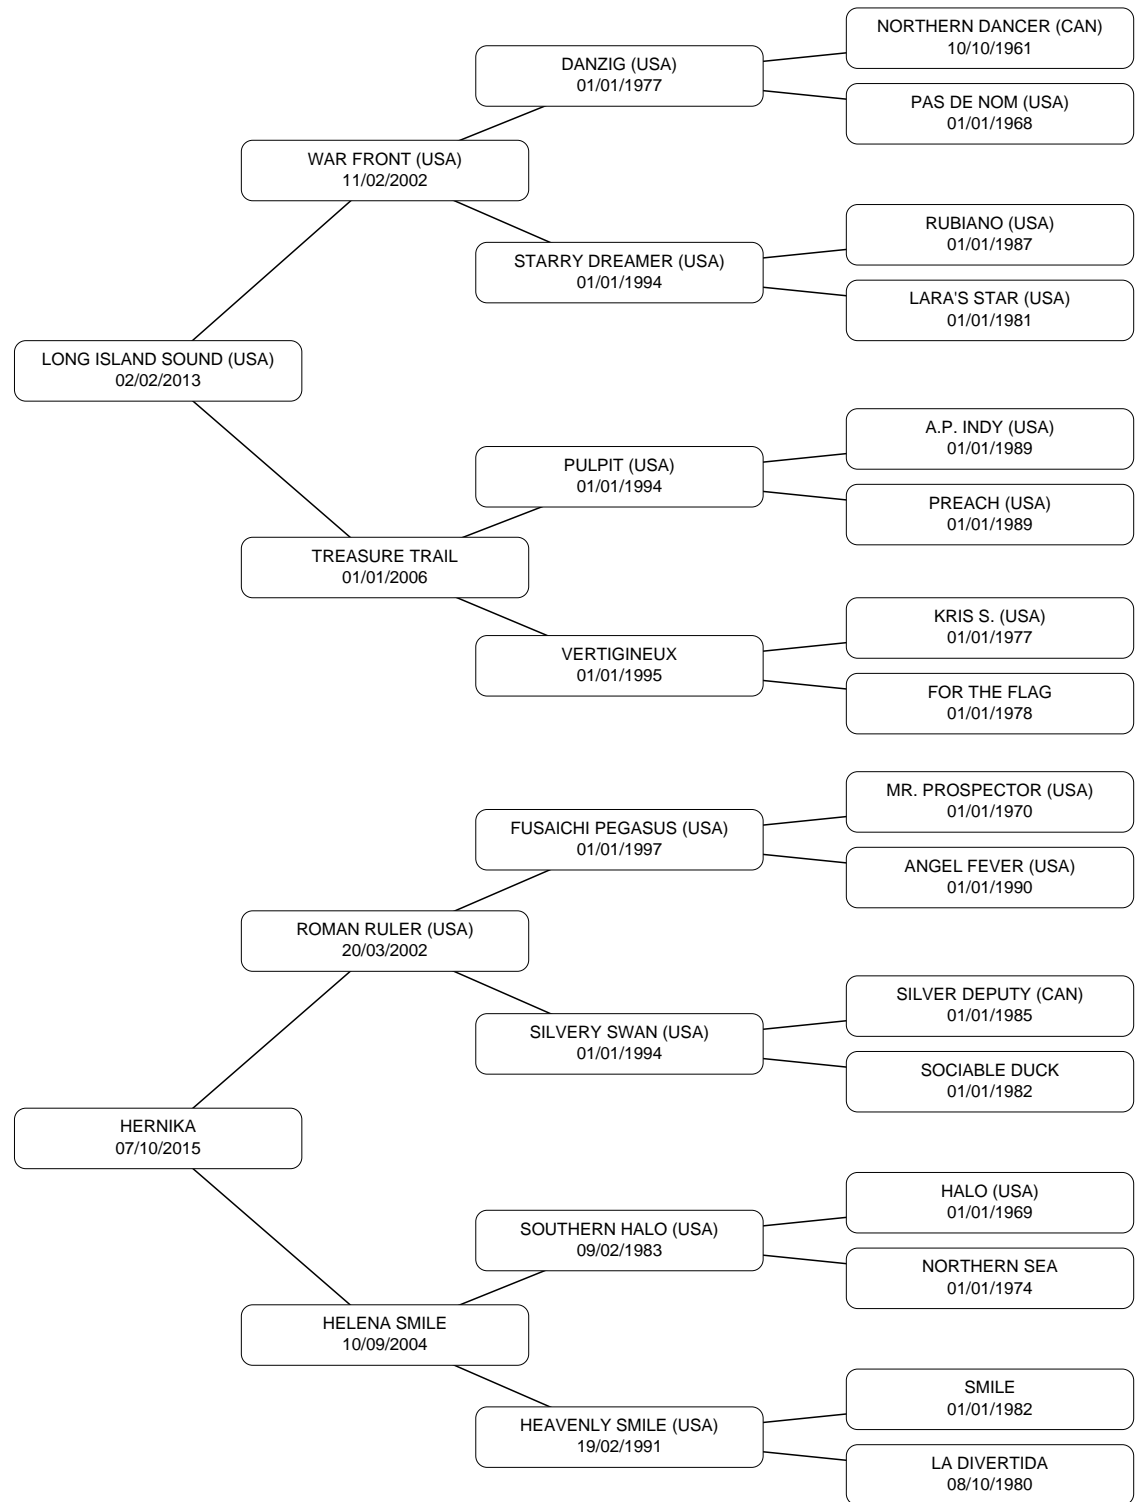 NORTHERN DANCER (CAN)
10/10/1961
DANZIG (USA)
01/01/1977
PAS DE NOM (USA)
01/01/1968
WAR FRONT (USA)
11/02/2002
RUBIANO (USA)
01/01/1987
STARRY DREAMER (USA)
01/01/1994
LARA'S STAR (USA)
01/01/1981
LONG ISLAND SOUND (USA)
02/02/2013
A.P. INDY (USA)
01/01/1989
PULPIT (USA)
01/01/1994
PREACH (USA)
01/01/1989
TREASURE TRAIL
01/01/2006
KRIS S. (USA)
01/01/1977
VERTIGINEUX
01/01/1995
FOR THE FLAG
01/01/1978
MR. PROSPECTOR (USA)
01/01/1970
FUSAICHI PEGASUS (USA)
01/01/1997
ANGEL FEVER (USA)
01/01/1990
ROMAN RULER (USA)
20/03/2002
SILVER DEPUTY (CAN)
01/01/1985
SILVERY SWAN (USA)
01/01/1994
SOCIABLE DUCK
01/01/1982
HERNIKA
07/10/2015
HALO (USA)
01/01/1969
SOUTHERN HALO (USA)
09/02/1983
NORTHERN SEA
01/01/1974
HELENA SMILE
10/09/2004
SMILE
01/01/1982
HEAVENLY SMILE (USA)
19/02/1991
LA DIVERTIDA
08/10/1980